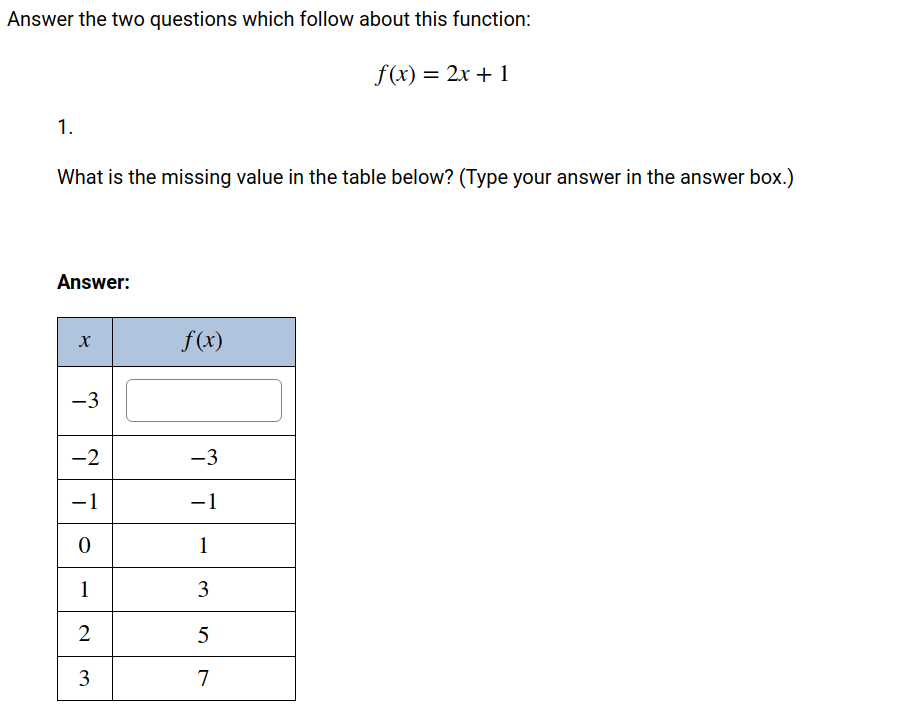 Answer the two questions which follow about this function:
f(x) = 2x + 1
1.
What is the missing value in the table below? (Type your answer in the answer box.)
Answer:
x f(x)
−3
−2 −3
−1 −1
0 1
1 3
2 5
3 7